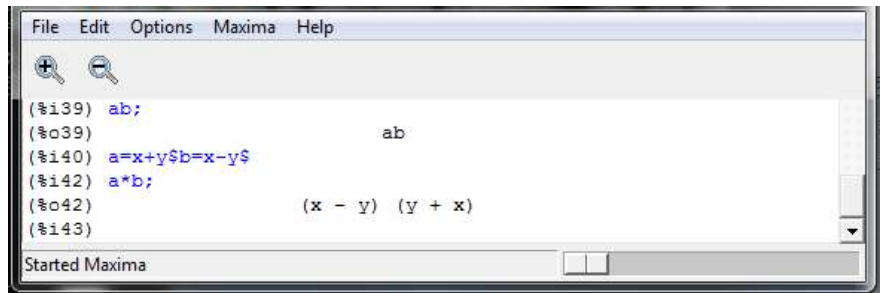 File Edit Options Maxima Help
(%i39) ab;
(%o39) ab
(%i40) a=x+y$b=x-y$
(%i42) a*b;
(%o42) (x - y) (y + x)
(%i43)
Started Maxima